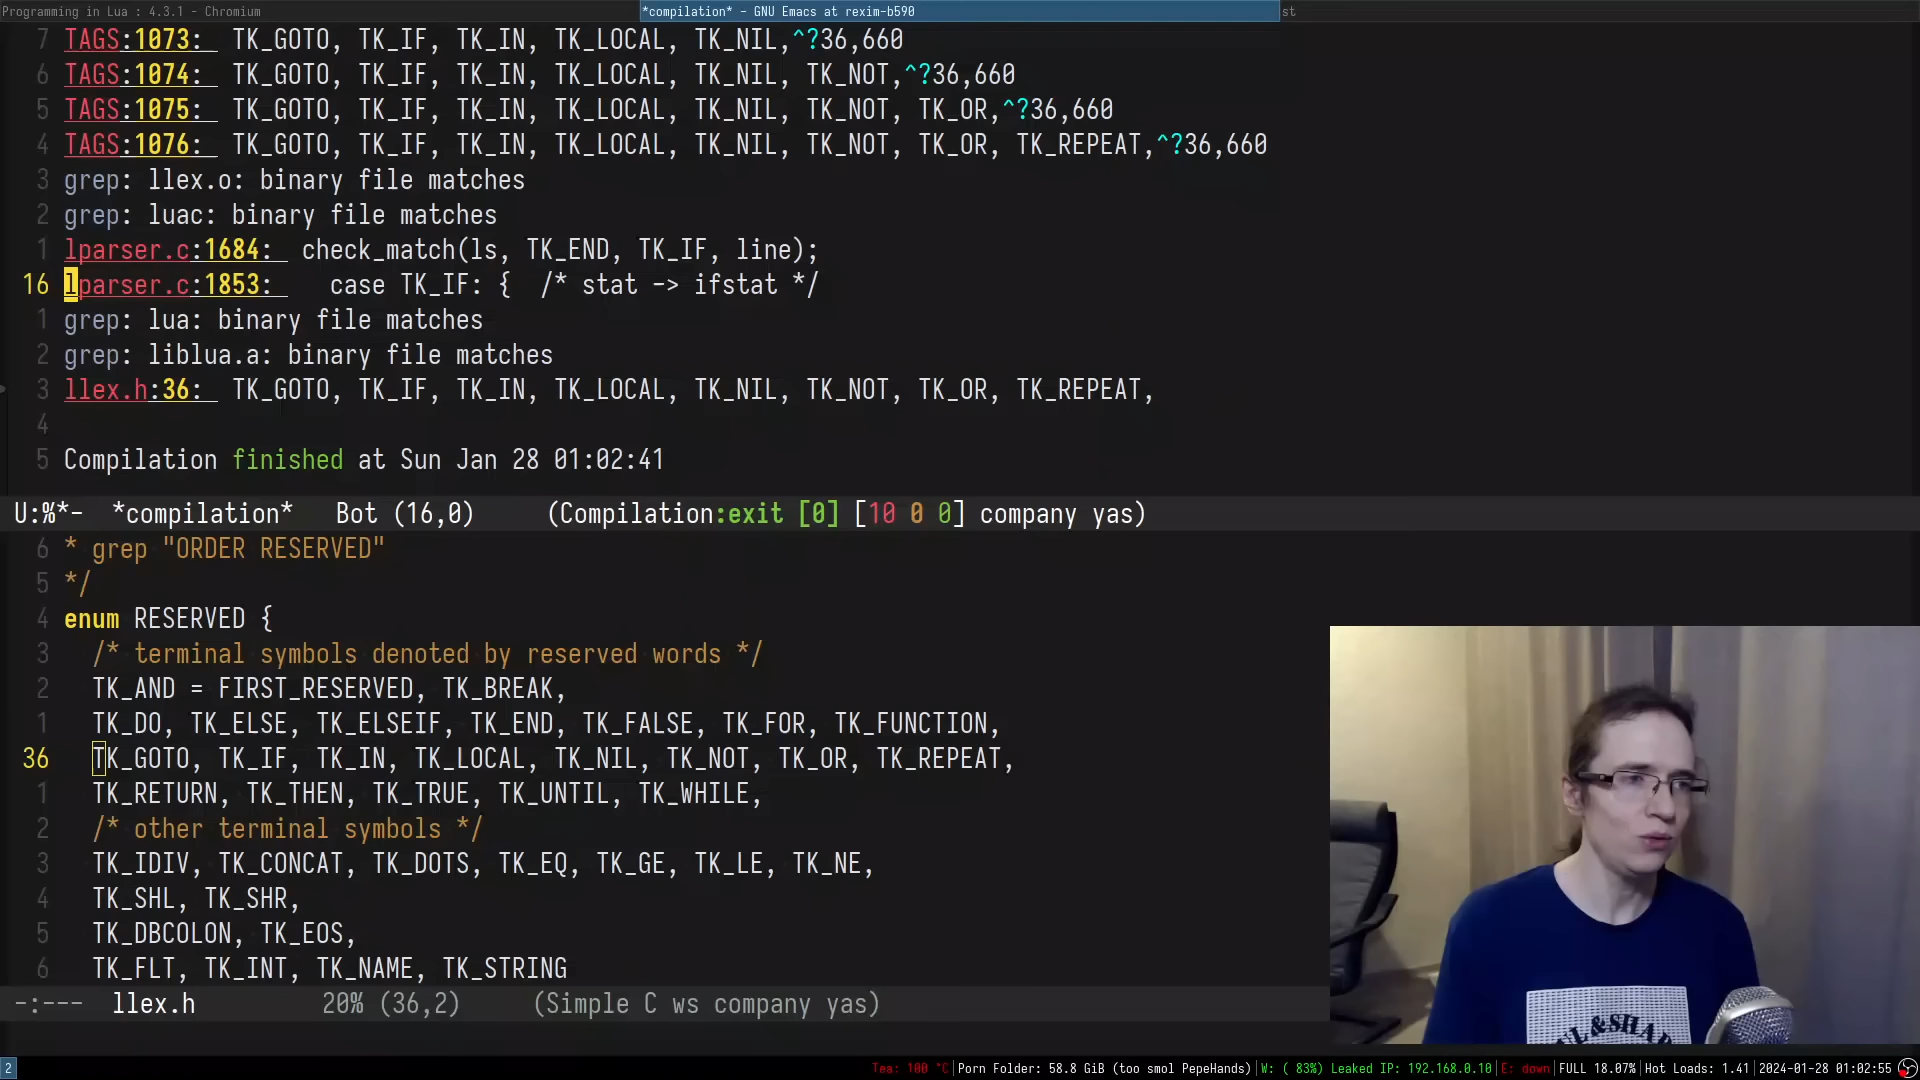 Programming in Lua : 4.3.1 - Chromium
*compilation* - GNU Emacs at rexim-b590
st
7 TAGS:1073: TK_GOTO, TK_IF, TK_IN, TK_LOCAL, TK_NIL,^?36,660
6 TAGS:1074: TK_GOTO, TK_IF, TK_IN, TK_LOCAL, TK_NIL, TK_NOT,^?36,660
5 TAGS:1075: TK_GOTO, TK_IF, TK_IN, TK_LOCAL, TK_NIL, TK_NOT, TK_OR,^?36,660
4 TAGS:1076: TK_GOTO, TK_IF, TK_IN, TK_LOCAL, TK_NIL, TK_NOT, TK_OR, TK_REPEAT,^?36,660
3 grep: llex.o: binary file matches
2 grep: luac: binary file matches
1 lparser.c:1684: check_match(ls, TK_END, TK_IF, line);
16 lparser.c:1853: case TK_IF: { /* stat -> ifstat */
1 grep: lua: binary file matches
2 grep: liblua.a: binary file matches
3 llex.h:36: TK_GOTO, TK_IF, TK_IN, TK_LOCAL, TK_NIL, TK_NOT, TK_OR, TK_REPEAT,
4
5 Compilation finished at Sun Jan 28 01:02:41
U:%*- *compilation* Bot (16,0) (Compilation:exit [0] [10 0 0] company yas)
6 * grep "ORDER RESERVED"
5 */
4 enum RESERVED {
3 /* terminal symbols denoted by reserved words */
2 TK_AND = FIRST_RESERVED, TK_BREAK,
1 TK_DO, TK_ELSE, TK_ELSEIF, TK_END, TK_FALSE, TK_FOR, TK_FUNCTION,
36 TK_GOTO, TK_IF, TK_IN, TK_LOCAL, TK_NIL, TK_NOT, TK_OR, TK_REPEAT,
1 TK_RETURN, TK_THEN, TK_TRUE, TK_UNTIL, TK_WHILE,
2 /* other terminal symbols */
3 TK_IDIV, TK_CONCAT, TK_DOTS, TK_EQ, TK_GE, TK_LE, TK_NE,
4 TK_SHL, TK_SHR,
5 TK_DBCOLON, TK_EOS,
6 TK_FLT, TK_INT, TK_NAME, TK_STRING
-:--- llex.h 20% (36,2) (Simple C ws company yas)
2 Tea: 100 °C|Porn Folder: 58.8 GiB (too smol PepeHands)|W: ( 83%) Leaked IP: 192.168.0.10|E: down|FULL 18.07%|Hot Loads: 1.41|2024-01-28 01:02:55